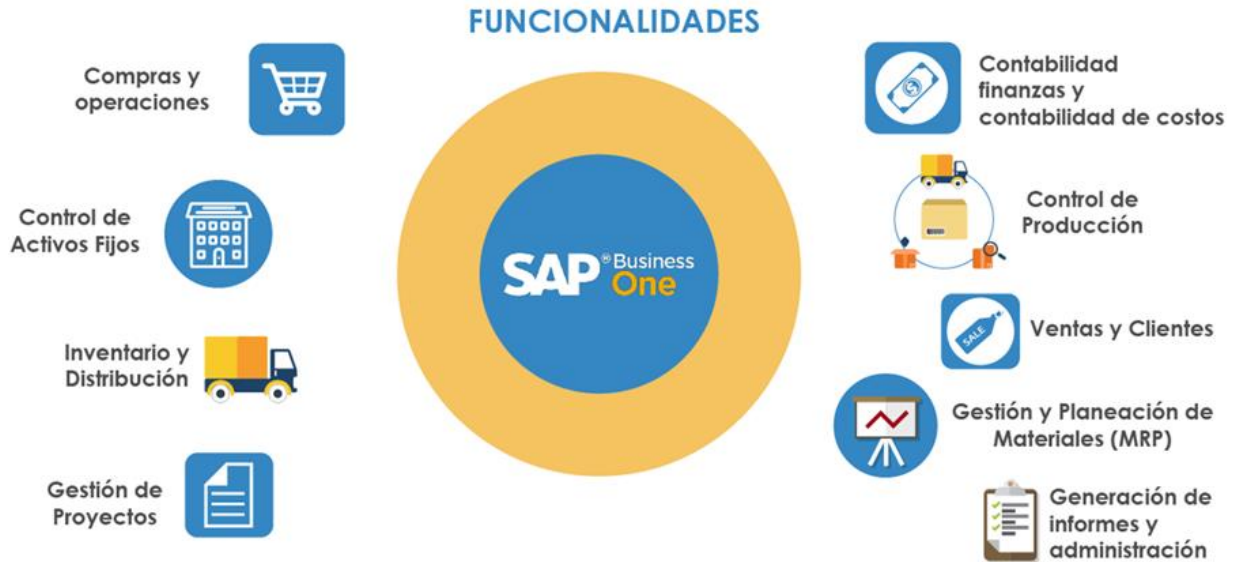 FUNCIONALIDADES
Compras y
operaciones
Control de
Activos Fijos
Inventario y
Distribución
Gestión de
Proyectos
SAP® Business
One
Contabilidad
finanzas y
contabilidad de costos
Control de
Producción
SALE
Ventas y Clientes
Gestión y Planeación de
Materiales (MRP)
Generación de
informes y
administración